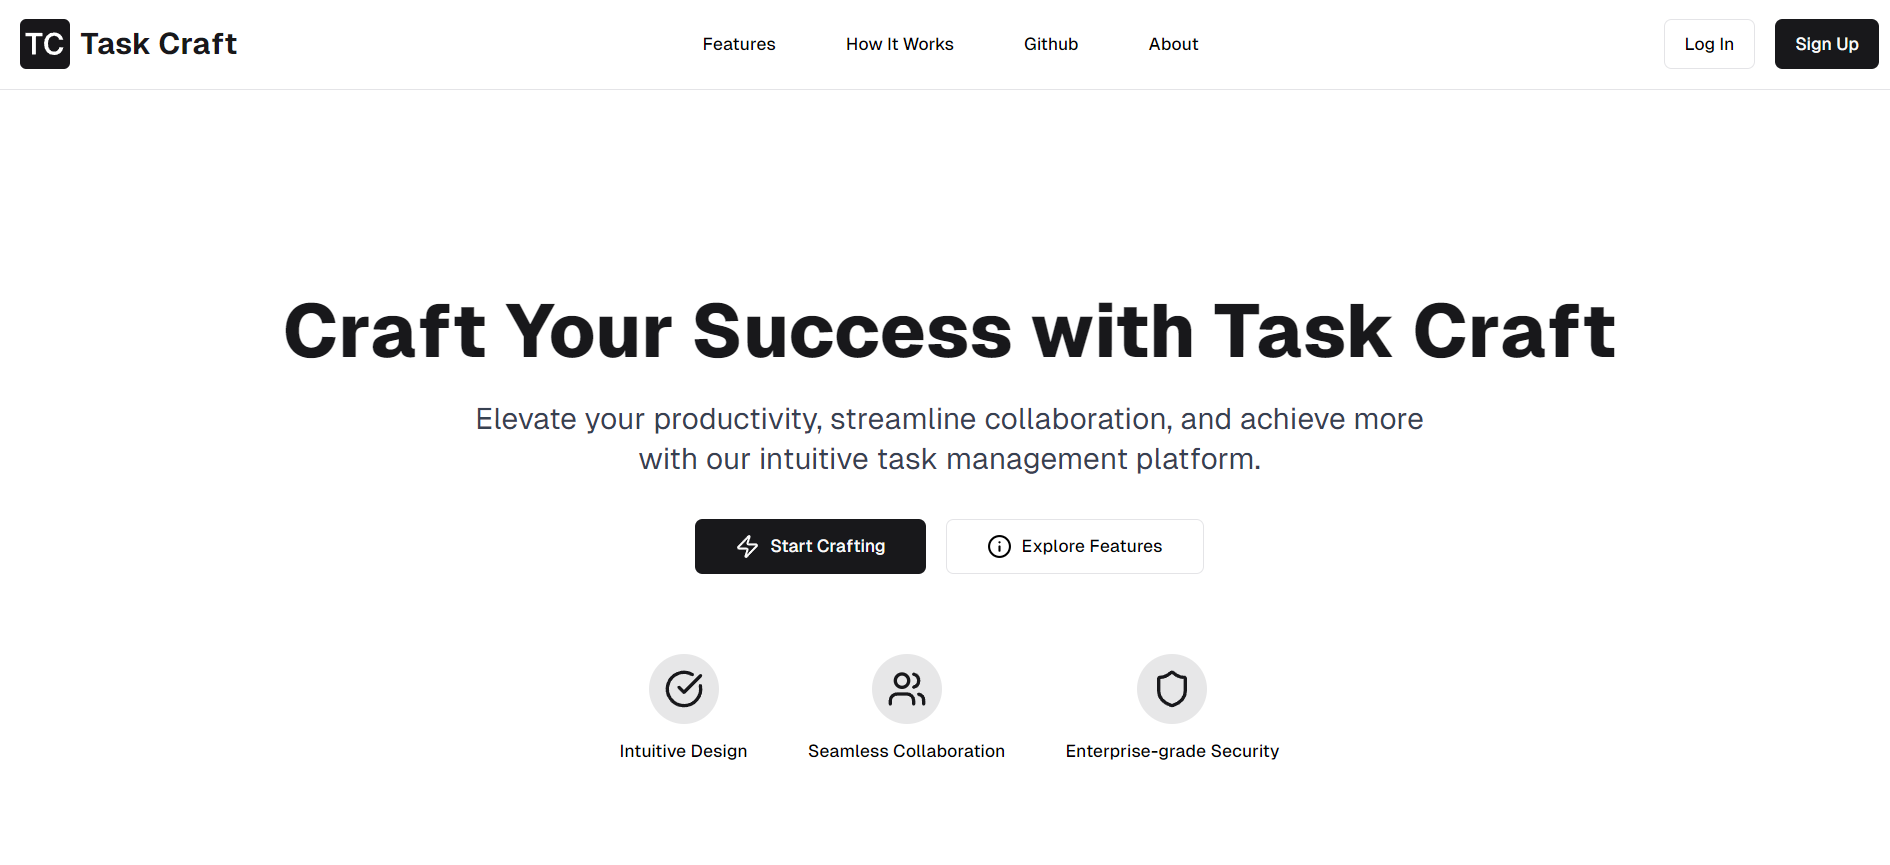 TC Task Craft
Features
How It Works
Github
About
Log In
Sign Up
Craft Your Success with Task Craft
Elevate your productivity, streamline collaboration, and achieve more
with our intuitive task management platform.
Start Crafting
Explore Features
Intuitive Design
Seamless Collaboration
Enterprise-grade Security